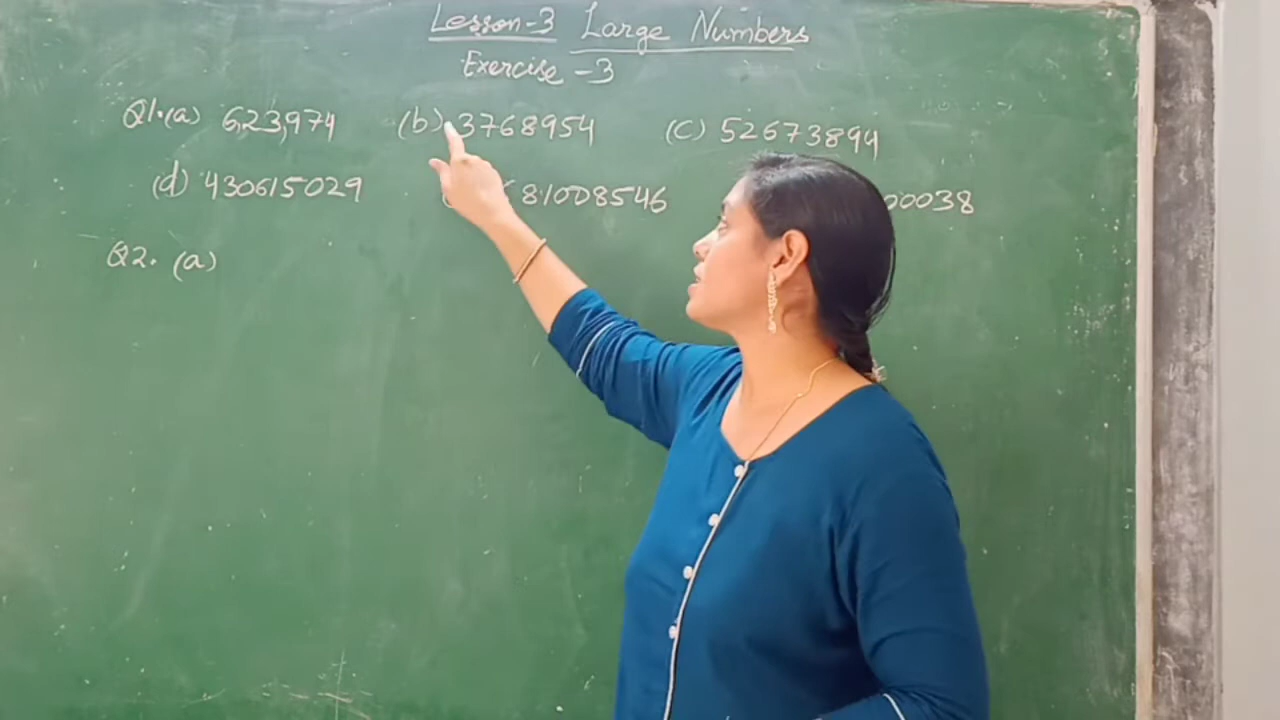 Lesson-3 Large Numbers
Exercise -3
Q1.(a) 6,23,974 (b) 3768954 (c) 52673894
(d) 430615029 81008546 00038
Q2. (a)